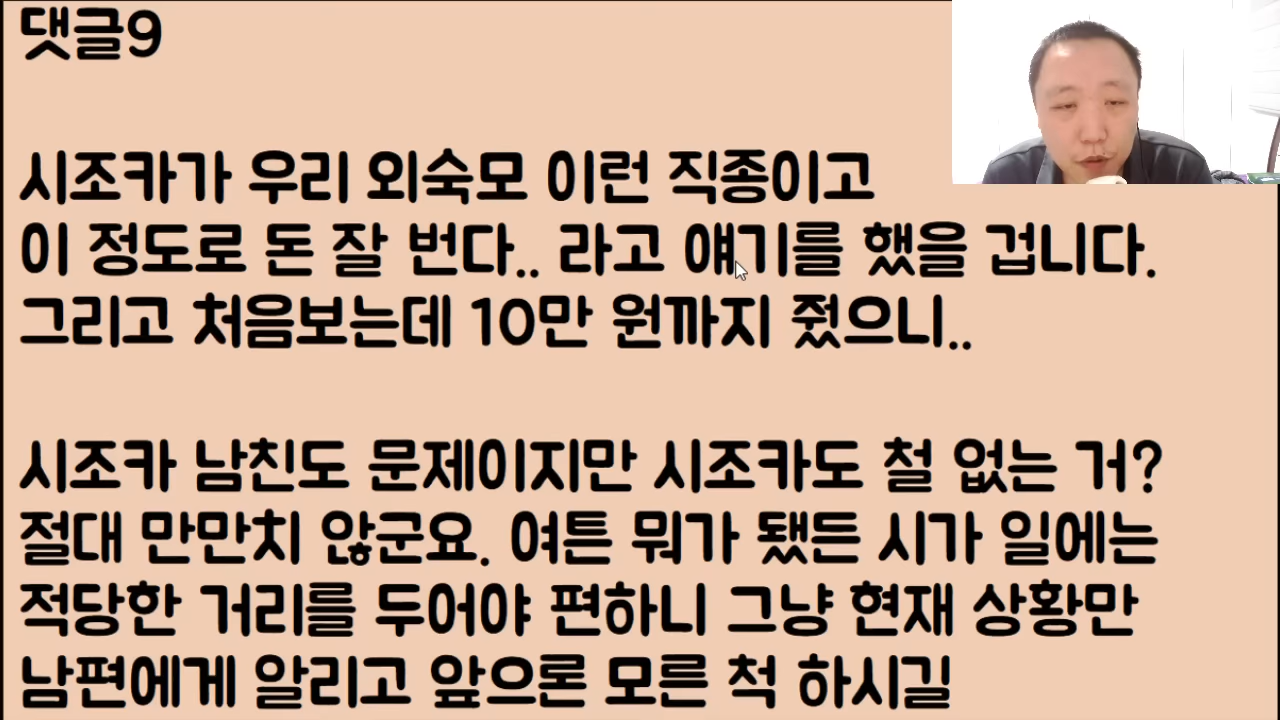 댓글9
시조카가 우리 외숙모 이런 직종이고
이 정도로 돈 잘 번다.. 라고 얘기를 했을 겁니다.
그리고 처음보는데 10만 원까지 줬으니..
시조카 남친도 문제이지만 시조카도 철 없는 거?
절대 만만치 않군요. 여튼 뭐가 됐든 시가 일에는
적당한 거리를 두어야 편하니 그냥 현재 상황만
남편에게 알리고 앞으론 모른 척 하시길